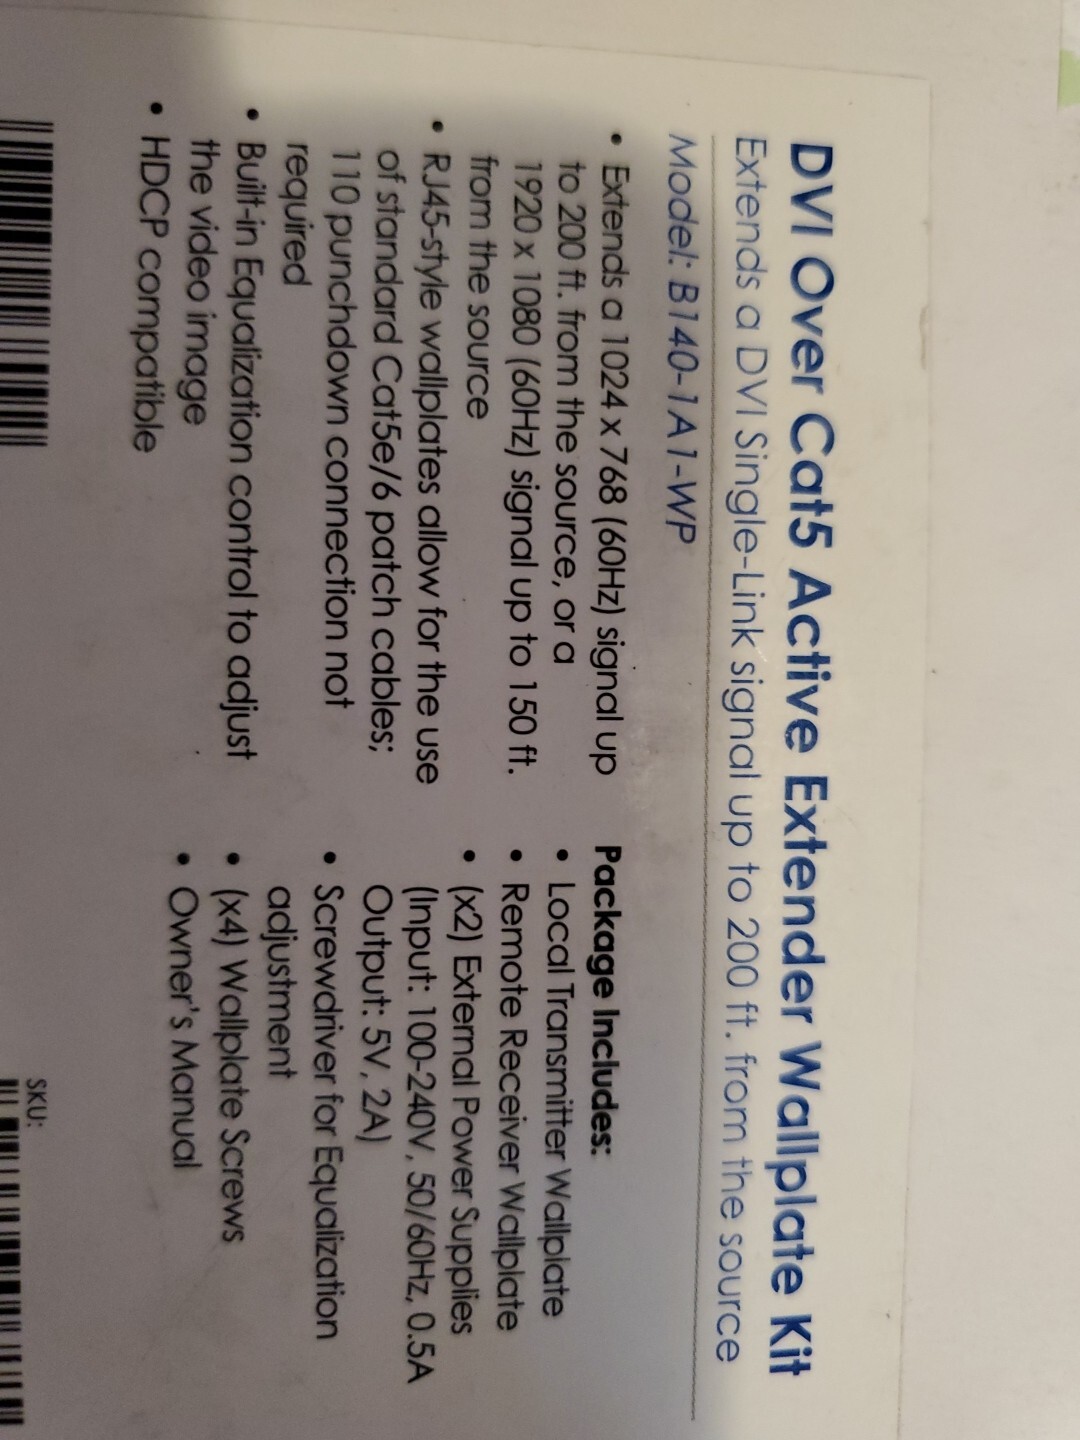 DVI Over Cat5 Active Extender Wallplate Kit
Extends a DVI Single-Link signal up to 200 ft. from the source
Model: B140-1A1-WP
• Extends a 1024 x 768 (60Hz) signal up
to 200 ft. from the source, or a
1920 x 1080 (60Hz) signal up to 150 ft.
from the source
• RJ45-style wallplates allow for the use
of standard Cat5e/6 patch cables;
110 punchdown connection not
required
• Built-in Equalization control to adjust
the video image
• HDCP compatible
Package Includes:
• Local Transmitter Wallplate
• Remote Receiver Wallplate
• (x2) External Power Supplies
(Input: 100-240V, 50/60Hz, 0.5A
Output: 5V, 2A)
• Screwdriver for Equalization
adjustment
• (x4) Wallplate Screws
• Owner's Manual
SKU: